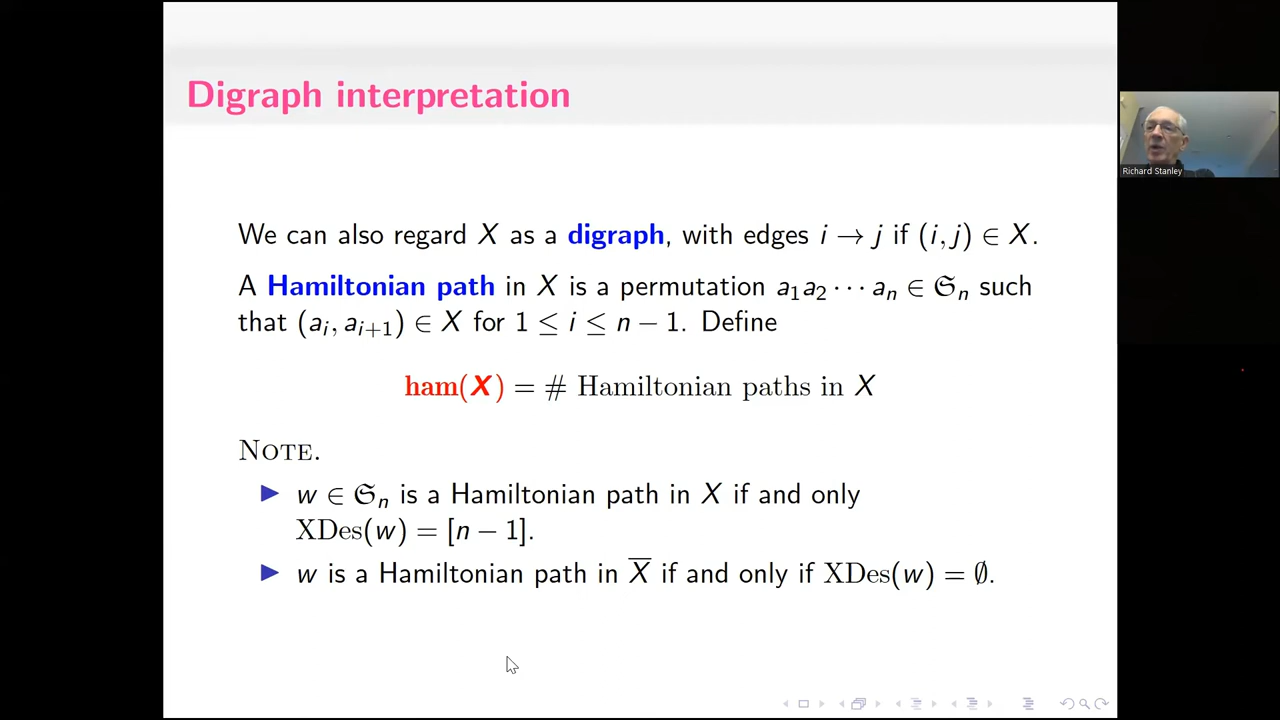 Digraph interpretation
We can also regard X as a digraph, with edges i → j if (i, j) ∈ X.
A Hamiltonian path in X is a permutation a₁a₂ ⋯ aₙ ∈ 𝔖ₙ such
that (aᵢ, aᵢ₊₁) ∈ X for 1 ≤ i ≤ n − 1. Define
ham(X) = # Hamiltonian paths in X
Note.
w ∈ 𝔖ₙ is a Hamiltonian path in X if and only
XDes(w) = [n − 1].
w is a Hamiltonian path in X̅ if and only if XDes(w) = ∅.
Richard Stanley